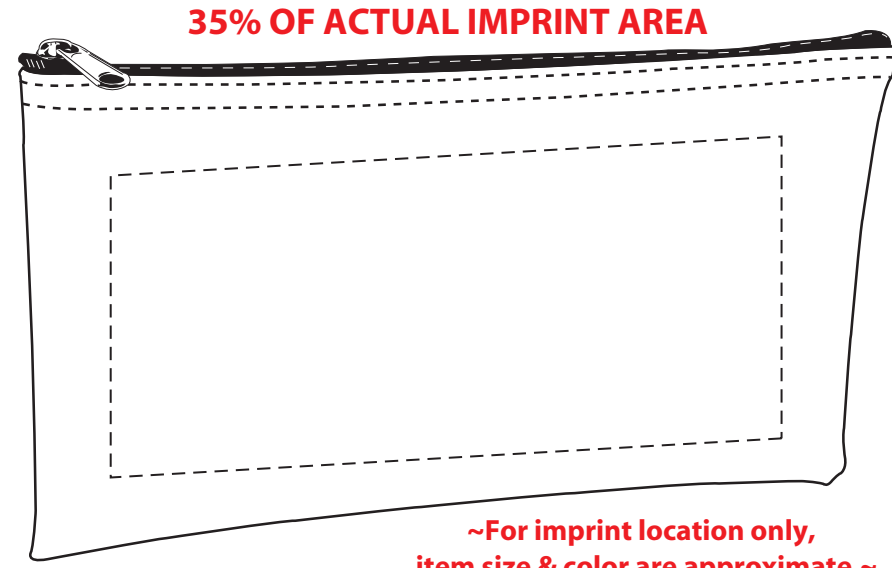 35% OF ACTUAL IMPRINT AREA
~For imprint location only,
item size & color are approximate.~